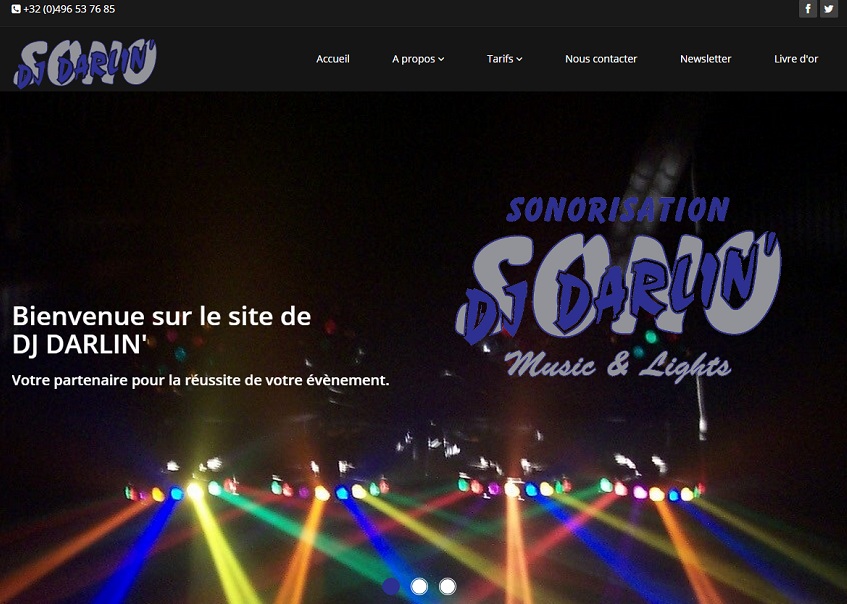 +32 (0)496 53 76 85
SONO
DJ DARLIN'
Accueil
A propos
Tarifs
Nous contacter
Newsletter
Livre d'or
SONORISATION
SONO
DJ DARLIN'
Music & Lights
Bienvenue sur le site de
DJ DARLIN'
Votre partenaire pour la réussite de votre évènement.